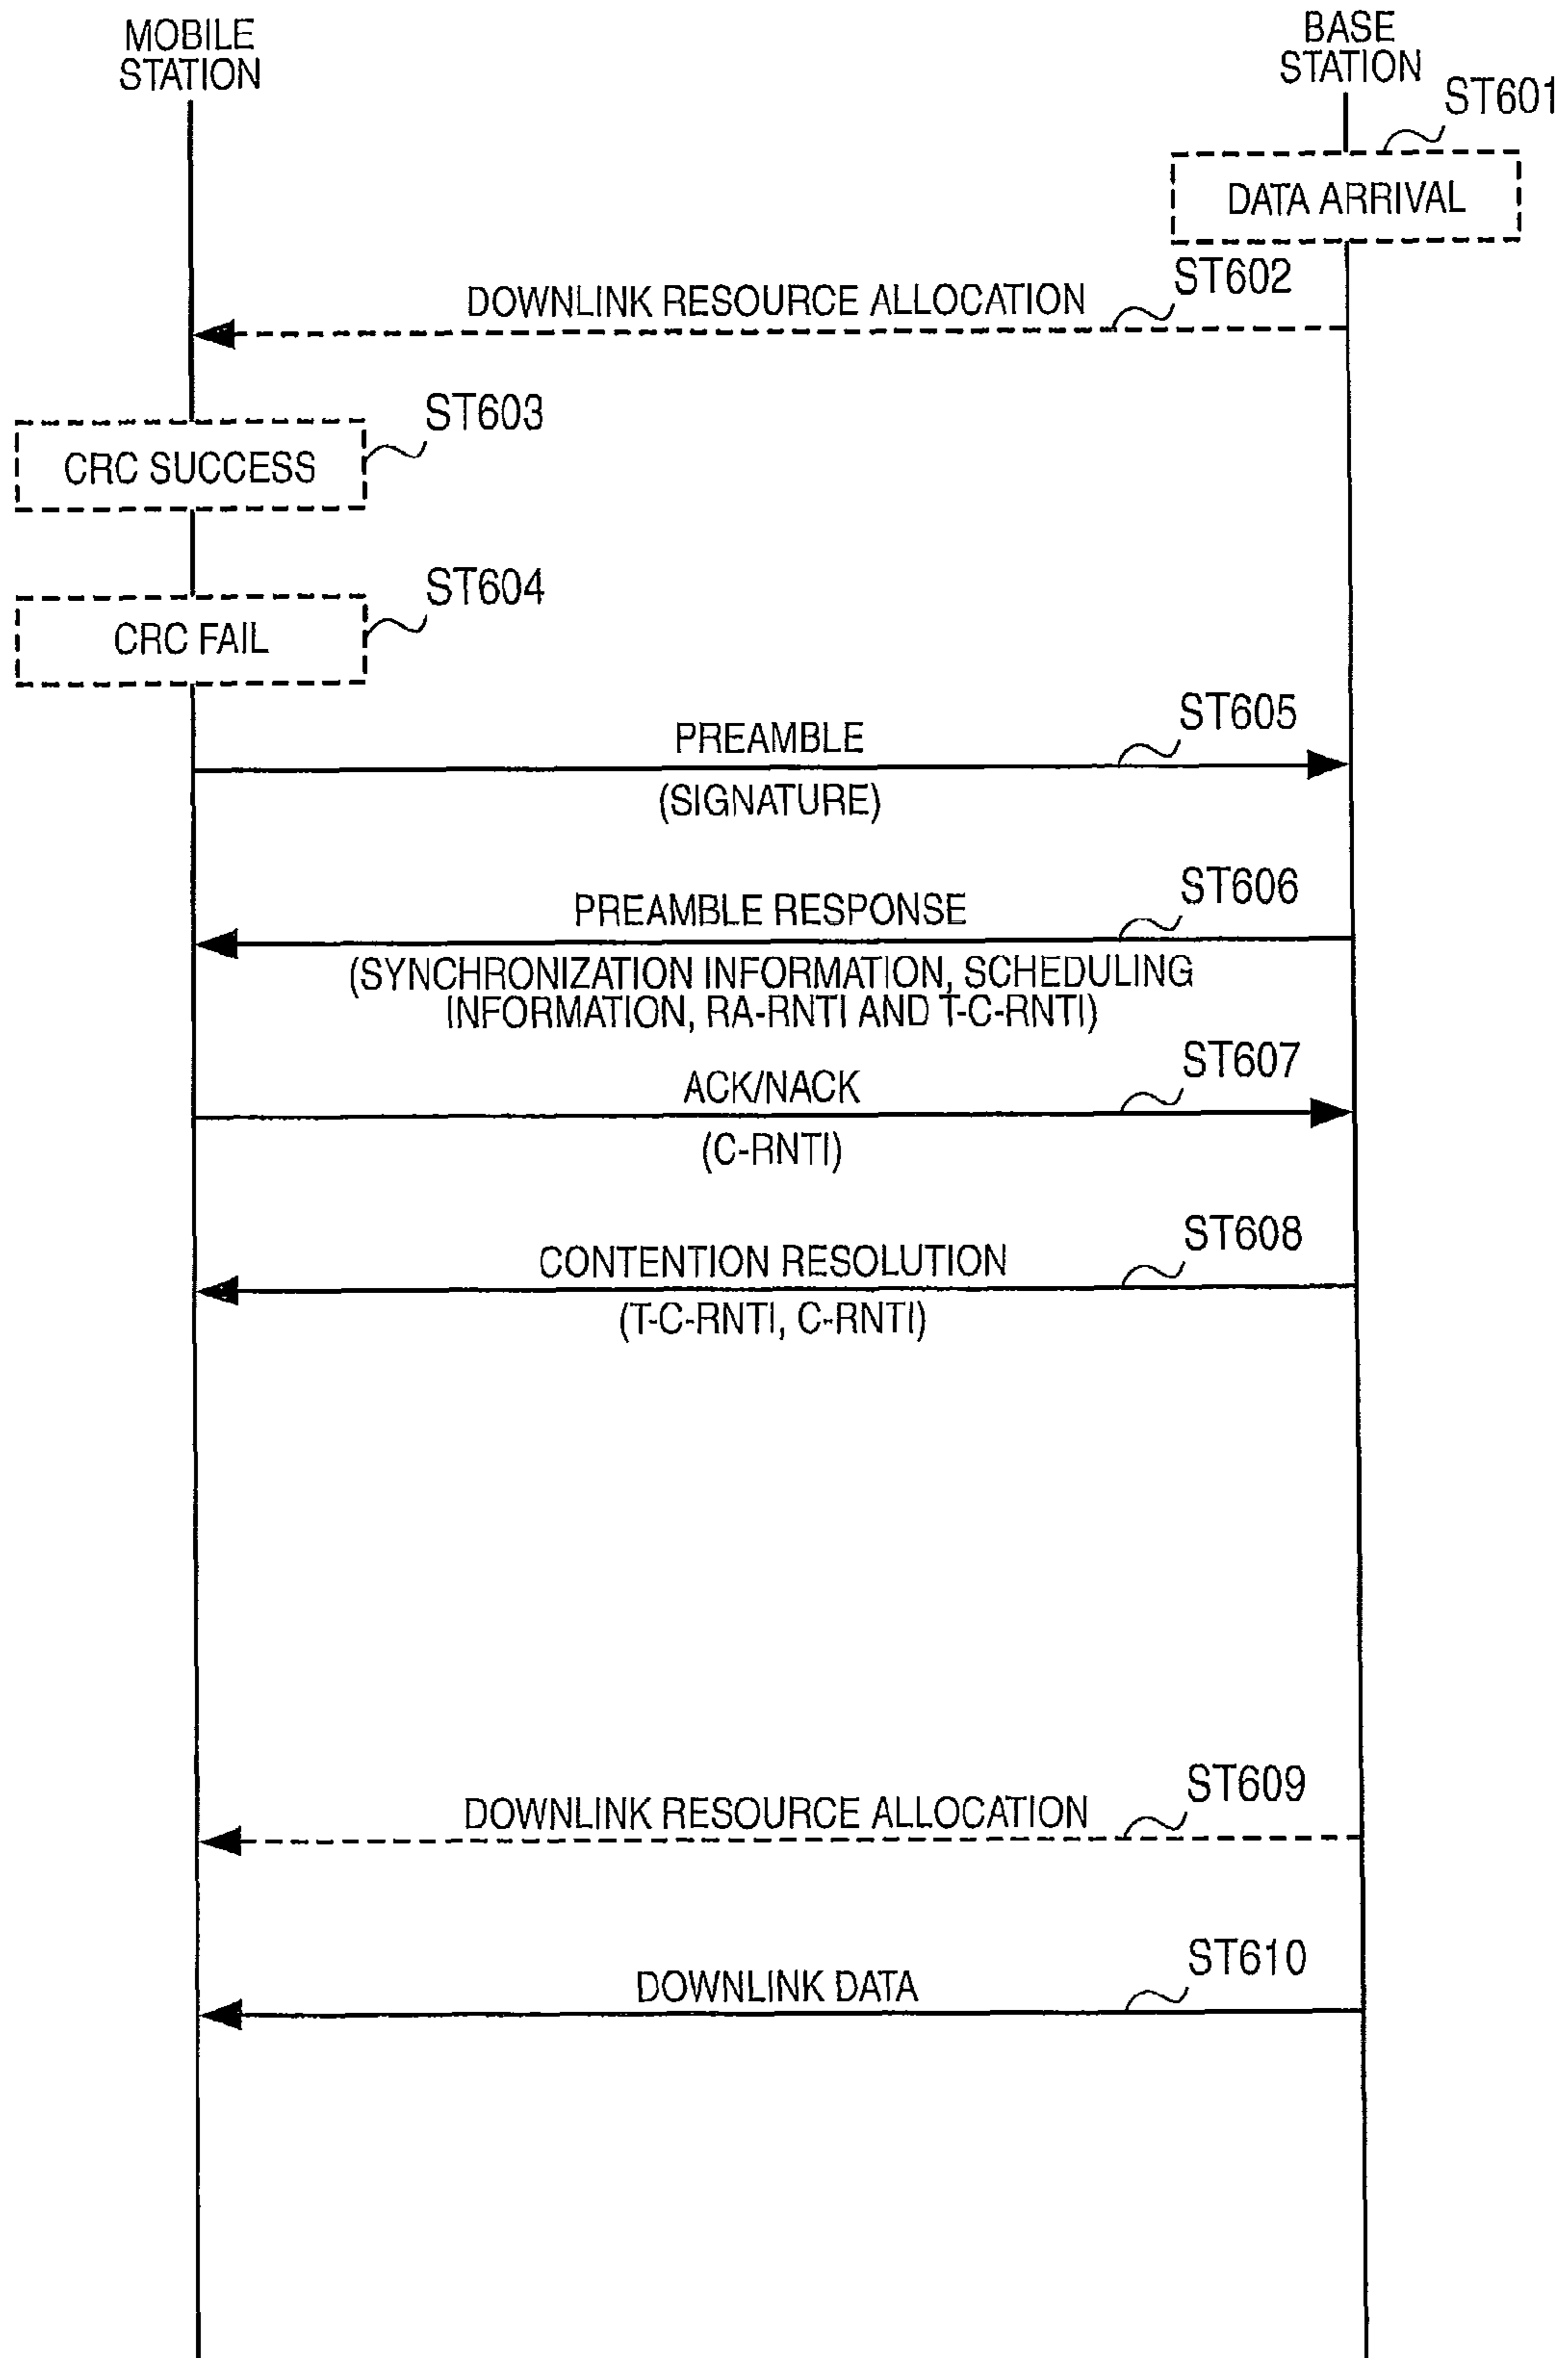 MOBILE
STATION
BASE
STATION
ST601
DATA ARRIVAL
ST602
DOWNLINK RESOURCE ALLOCATION
ST603
CRC SUCCESS
ST604
CRC FAIL
ST605
PREAMBLE
(SIGNATURE)
ST606
PREAMBLE RESPONSE
(SYNCHRONIZATION INFORMATION, SCHEDULING
INFORMATION, RA-RNTI AND T-C-RNTI)
ST607
ACK/NACK
(C-RNTI)
ST608
CONTENTION RESOLUTION
(T-C-RNTI, C-RNTI)
ST609
DOWNLINK RESOURCE ALLOCATION
ST610
DOWNLINK DATA